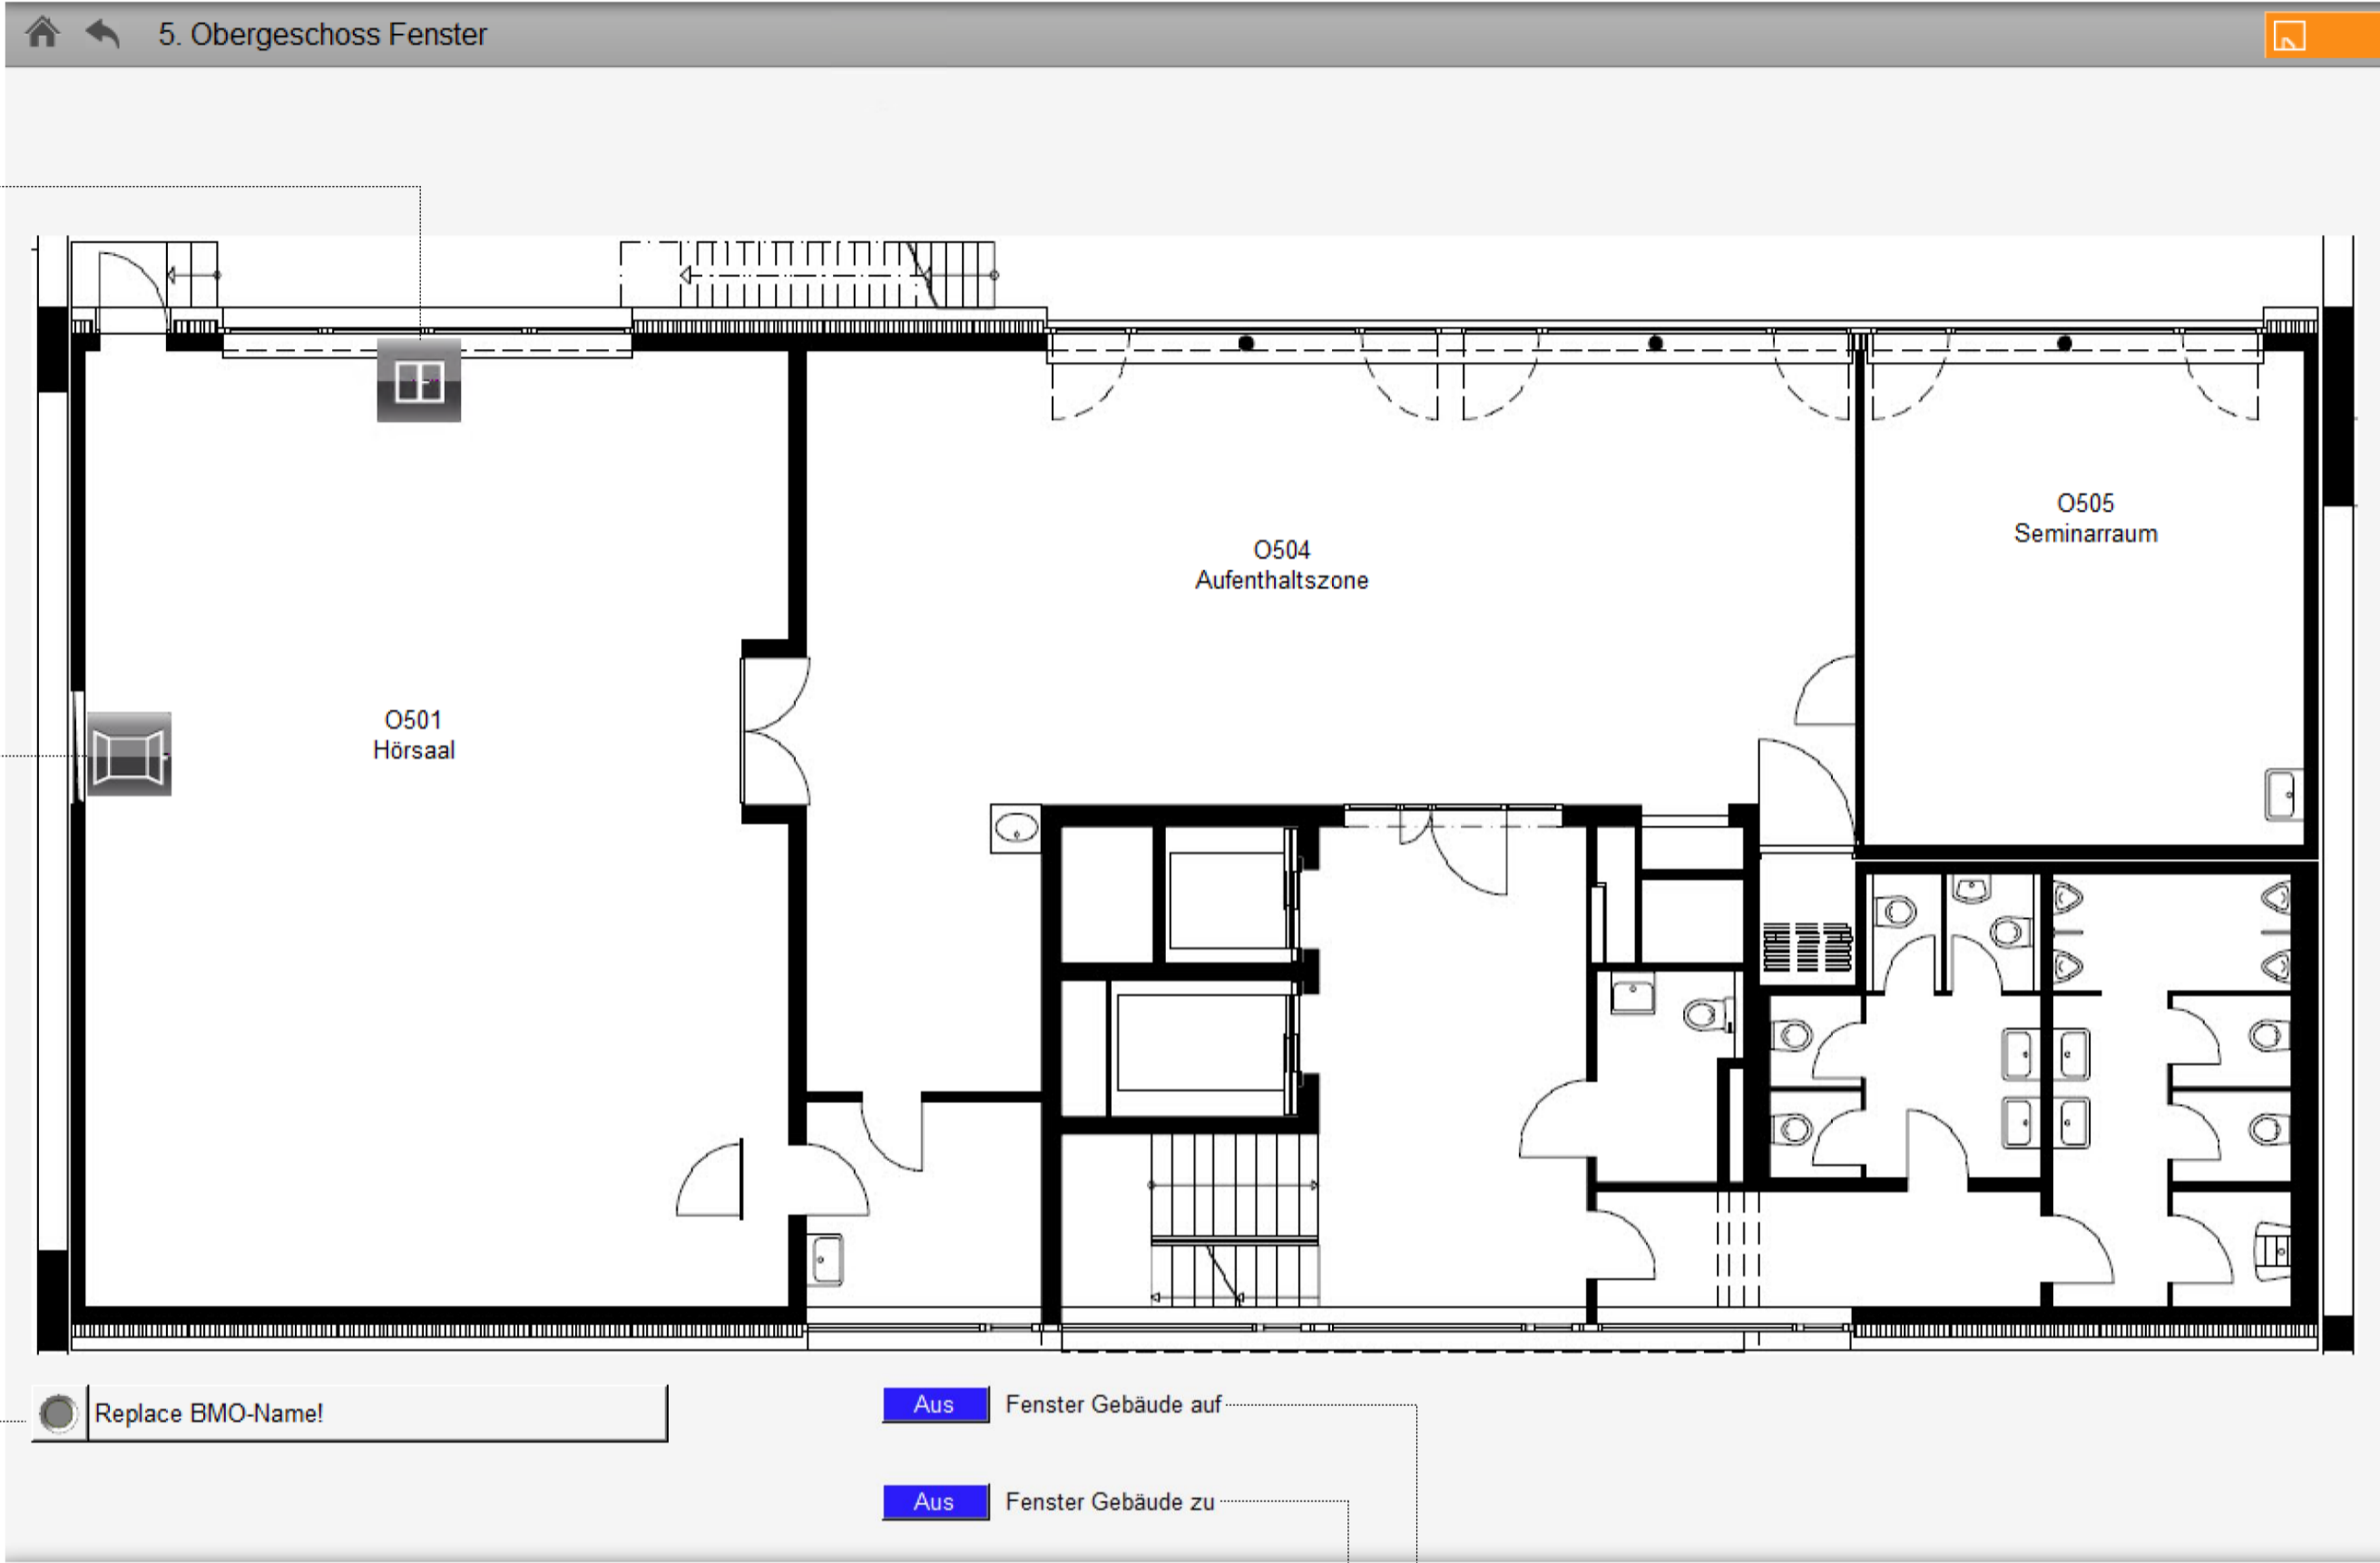 5. Obergeschoss Fenster
O505
Seminarraum
O504
Aufenthaltszone
O501
Hörsaal
Replace BMO-Name!
Aus
Fenster Gebäude auf
Aus
Fenster Gebäude zu